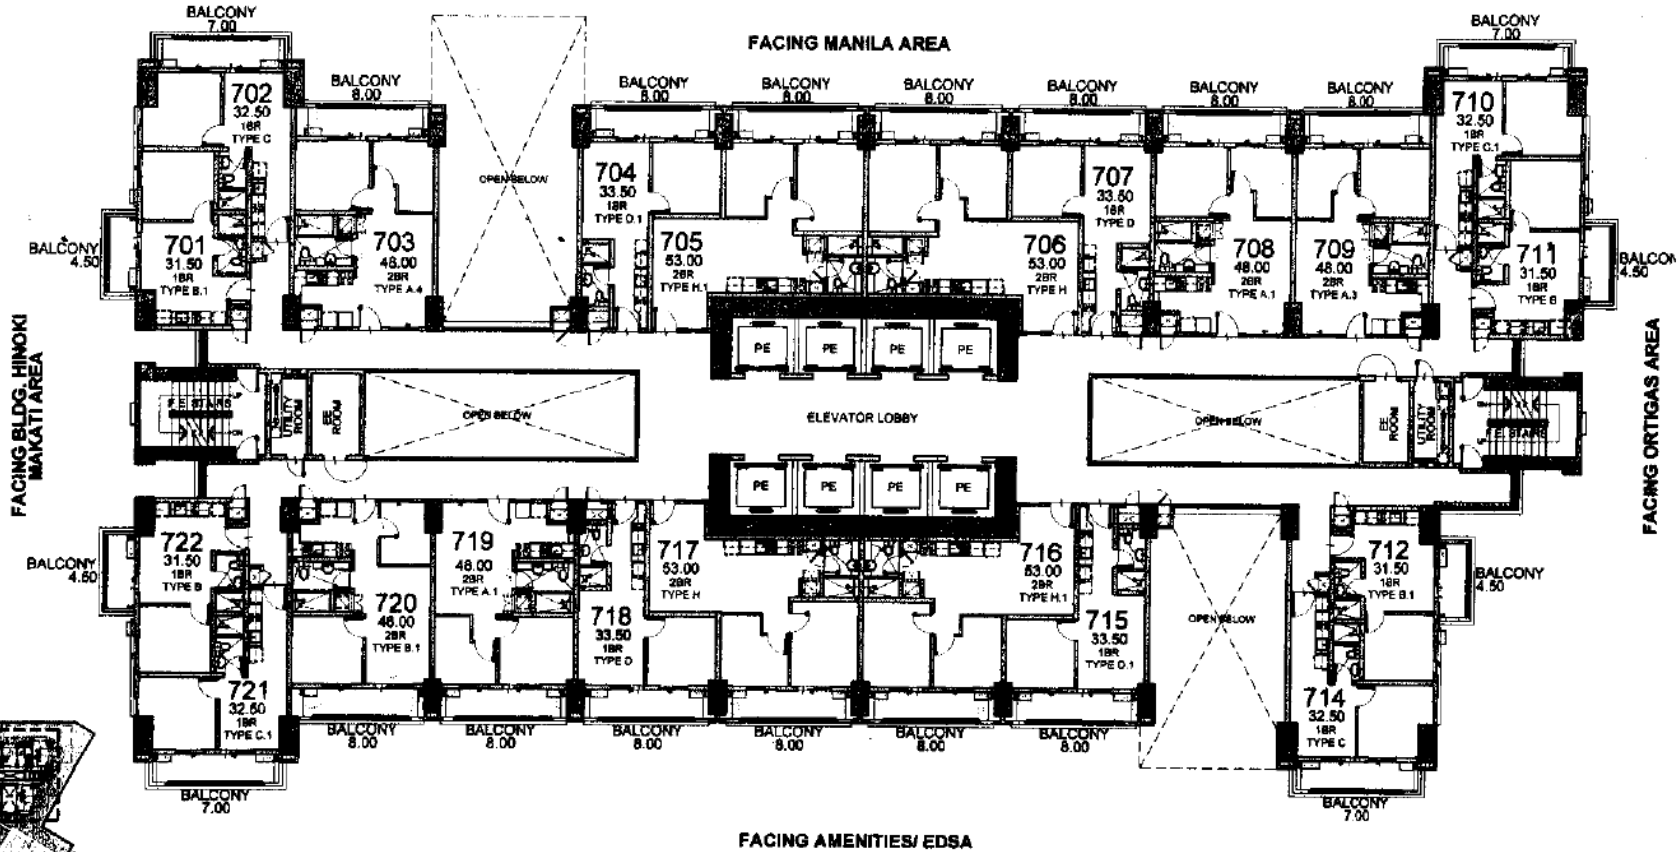 BALCONY
7.00
FACING MANILA AREA
BALCONY
7.00
BALCONY
8.00
BALCONY
8.00
BALCONY
8.00
BALCONY
8.00
BALCONY
8.00
BALCONY
8.00
BALCONY
8.00
702
32.50
1BR
TYPE C
OPEN BELOW
710
32.50
1BR
TYPE C.1
704
33.50
1BR
TYPE D.1
707
33.50
1BR
TYPE D
BALCONY
4.50
701
31.50
1BR
TYPE B.1
703
48.00
2BR
TYPE A.4
705
53.00
2BR
TYPE H.1
706
53.00
2BR
TYPE H
708
48.00
2BR
TYPE A.1
709
48.00
2BR
TYPE A.3
711
31.50
1BR
TYPE B
BALCON
4.50
FACING BLDG. HINOKI
MAKATI AREA
PE
PE
PE
PE
FACING ORTIGAS AREA
F.E STAIRS
UP
DN
UTILITY
ROOM
EE
ROOM
OPEN BELOW
ELEVATOR LOBBY
OPEN BELOW
EE
ROOM
UTILITY
ROOM
F.E STAIRS
DN
UP
PE
PE
PE
PE
BALCONY
4.50
722
31.50
1BR
TYPE B
720
48.00
2BR
TYPE B.1
719
48.00
2BR
TYPE A.1
717
53.00
2BR
TYPE H
716
53.00
2BR
TYPE H.1
712
31.50
1BR
TYPE B.1
BALCONY
4.50
718
33.50
1BR
TYPE D
715
33.50
1BR
TYPE D.1
OPEN BELOW
721
32.50
1BR
TYPE C.1
714
32.50
1BR
TYPE C
BALCONY
8.00
BALCONY
8.00
BALCONY
8.00
BALCONY
8.00
BALCONY
8.00
BALCONY
8.00
BALCONY
7.00
BALCONY
7.00
FACING AMENITIES/ EDSA